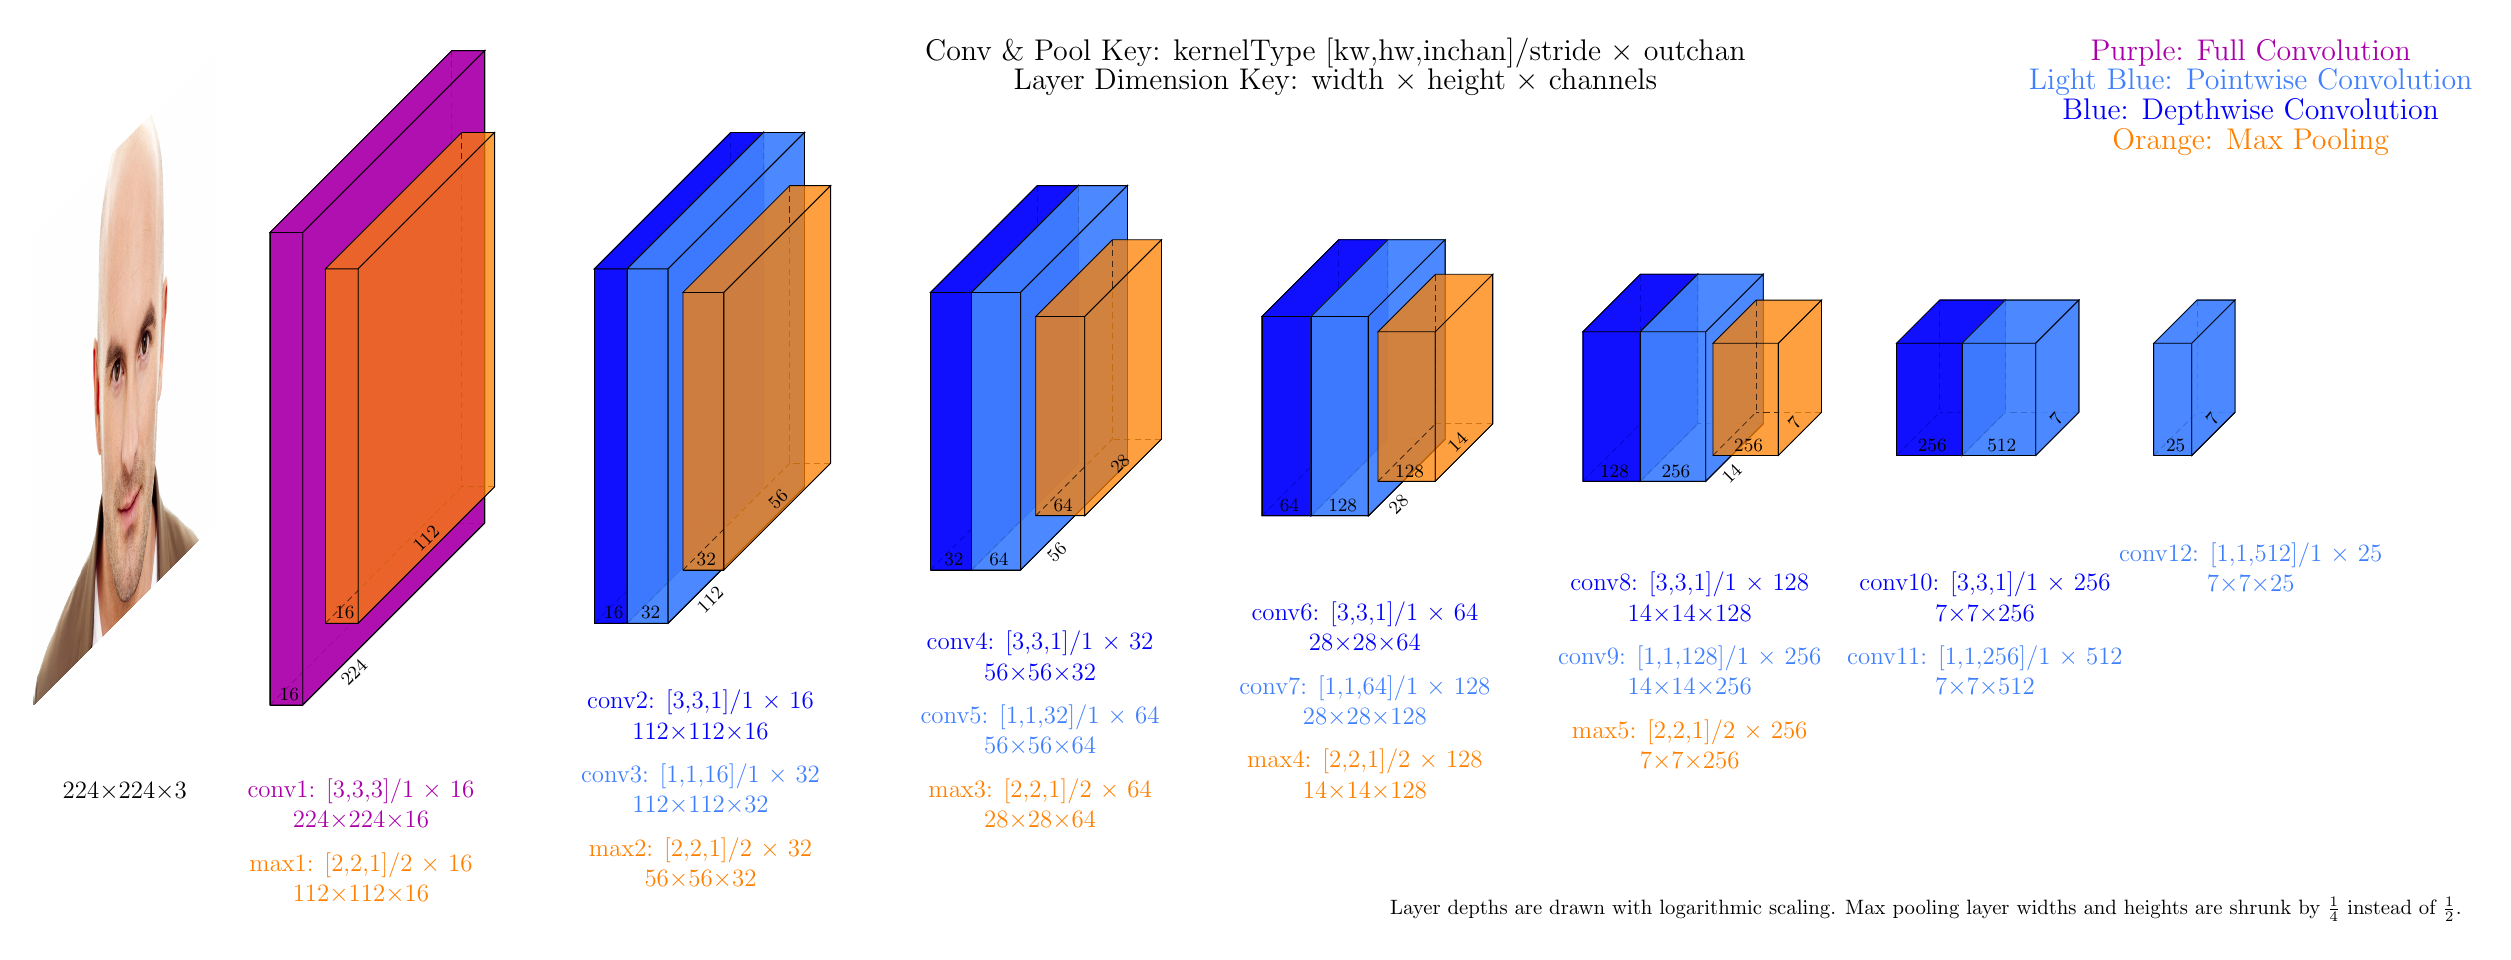 Conv & Pool Key: kernelType [kw,hw,inchan]/stride × outchan
Layer Dimension Key: width × height × channels
Purple: Full Convolution
Light Blue: Pointwise Convolution
Blue: Depthwise Convolution
Orange: Max Pooling
224×224×3
16
224
16
112
conv1: [3,3,3]/1 × 16
224×224×16
max1: [2,2,1]/2 × 16
112×112×16
16
32
112
32
56
conv2: [3,3,1]/1 × 16
112×112×16
conv3: [1,1,16]/1 × 32
112×112×32
max2: [2,2,1]/2 × 32
56×56×32
32
64
56
64
28
conv4: [3,3,1]/1 × 32
56×56×32
conv5: [1,1,32]/1 × 64
56×56×64
max3: [2,2,1]/2 × 64
28×28×64
64
128
28
128
14
conv6: [3,3,1]/1 × 64
28×28×64
conv7: [1,1,64]/1 × 128
28×28×128
max4: [2,2,1]/2 × 128
14×14×128
128
256
14
256
7
conv8: [3,3,1]/1 × 128
14×14×128
conv9: [1,1,128]/1 × 256
14×14×256
max5: [2,2,1]/2 × 256
7×7×256
256
512
7
conv10: [3,3,1]/1 × 256
7×7×256
conv11: [1,1,256]/1 × 512
7×7×512
25
7
conv12: [1,1,512]/1 × 25
7×7×25
Layer depths are drawn with logarithmic scaling. Max pooling layer widths and heights are shrunk by 1/4 instead of 1/2.